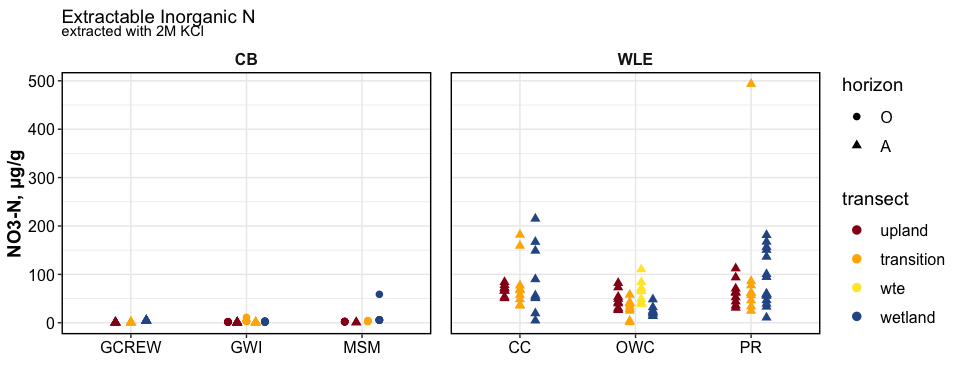 Extractable Inorganic N
extracted with 2M KCl
CB
WLE
NO3-N, μg/g
500
400
300
200
100
0
GCREW
GWI
MSM
CC
OWC
PR
horizon
O
A
transect
upland
transition
wte
wetland